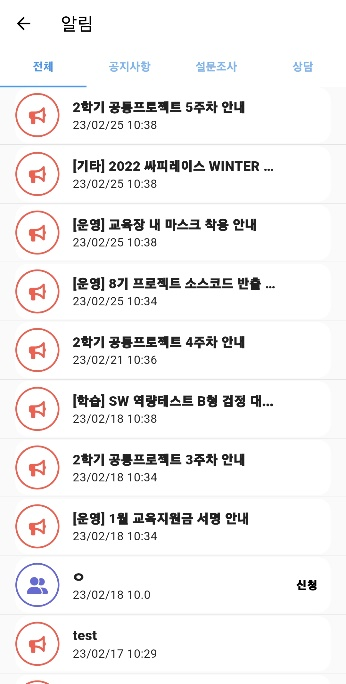 알림
전체 공지사항 설문조사 상담
2학기 공통프로젝트 5주차 안내
23/02/25 10:38
[기타] 2022 싸피레이스 WINTER ...
23/02/25 10:38
[운영] 교육장 내 마스크 착용 안내
23/02/25 10:38
[운영] 8기 프로젝트 소스코드 반출 ...
23/02/25 10:34
2학기 공통프로젝트 4주차 안내
23/02/21 10:36
[학습] SW 역량테스트 B형 검정 대...
23/02/18 10:38
2학기 공통프로젝트 3주차 안내
23/02/18 10:34
[운영] 1월 교육지원금 서명 안내
23/02/18 10:34
ㅇ
23/02/18 10.0 신청
test
23/02/17 10:29